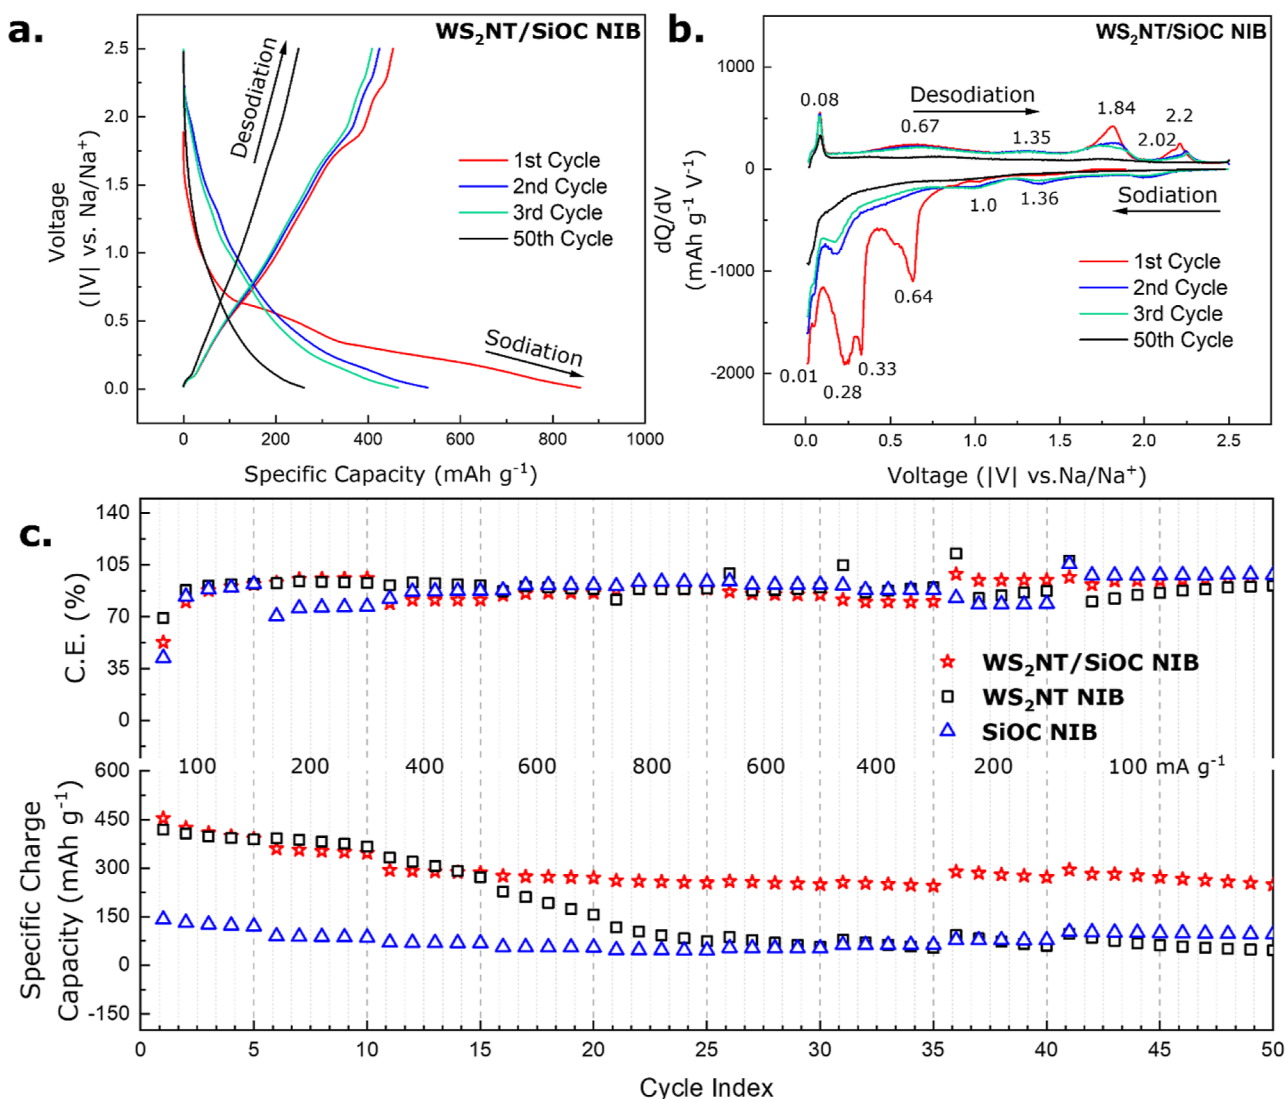 a.
WS₂NT/SiOC NIB
2.5
2.0
1.5
1.0
0.5
0.0
Voltage
(|V| vs. Na/Na⁺)
Desodiation
1st Cycle
2nd Cycle
3rd Cycle
50th Cycle
Sodiation
0
200
400
600
800
1000
Specific Capacity (mAh g⁻¹)
b.
WS₂NT/SiOC NIB
1000
0
-1000
-2000
dQ/dV
(mAh g⁻¹ V⁻¹)
0.08
Desodiation
0.67
1.35
1.84
2.2
2.02
1.0
1.36
Sodiation
0.64
0.33
0.28
0.01
1st Cycle
2nd Cycle
3rd Cycle
50th Cycle
0.0
0.5
1.0
1.5
2.0
2.5
Voltage (|V| vs.Na/Na⁺)
c.
140
105
70
35
0
C.E. (%)
WS₂NT/SiOC NIB
WS₂NT NIB
SiOC NIB
100
200
400
600
800
600
400
200
100 mA g⁻¹
600
450
300
150
0
-150
Specific Charge
Capacity (mAh g⁻¹)
0
5
10
15
20
25
30
35
40
45
50
Cycle Index